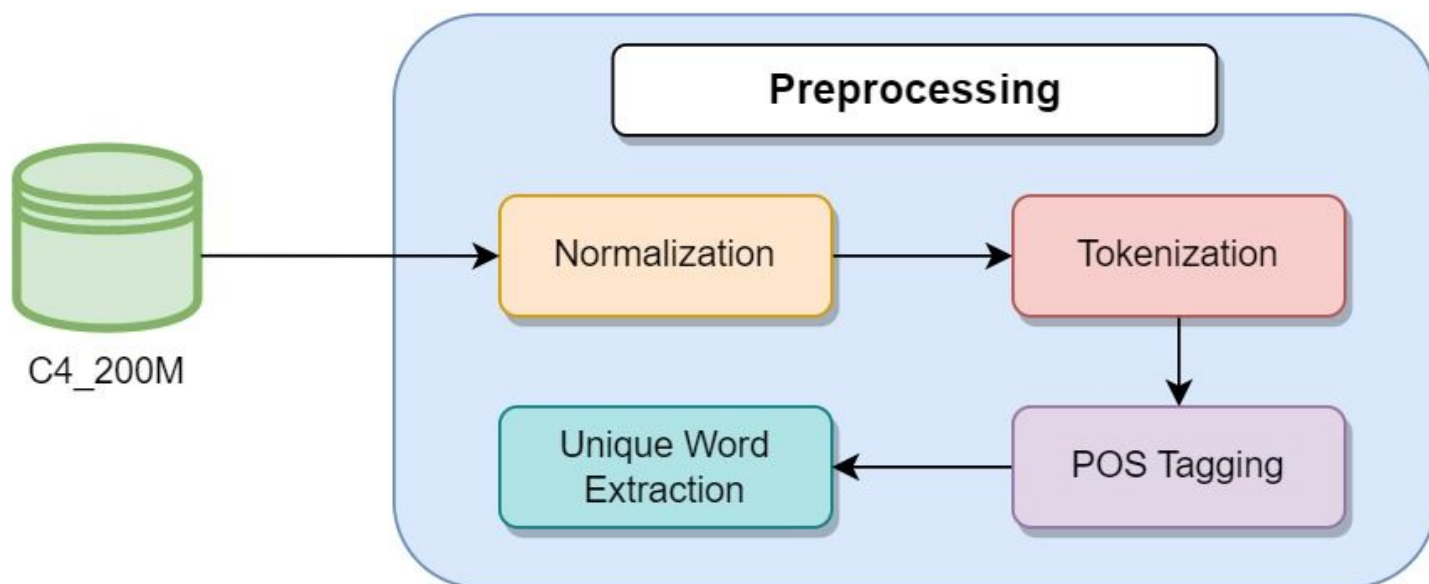 Preprocessing
Normalization
Tokenization
C4_200M
Unique Word
Extraction
POS Tagging